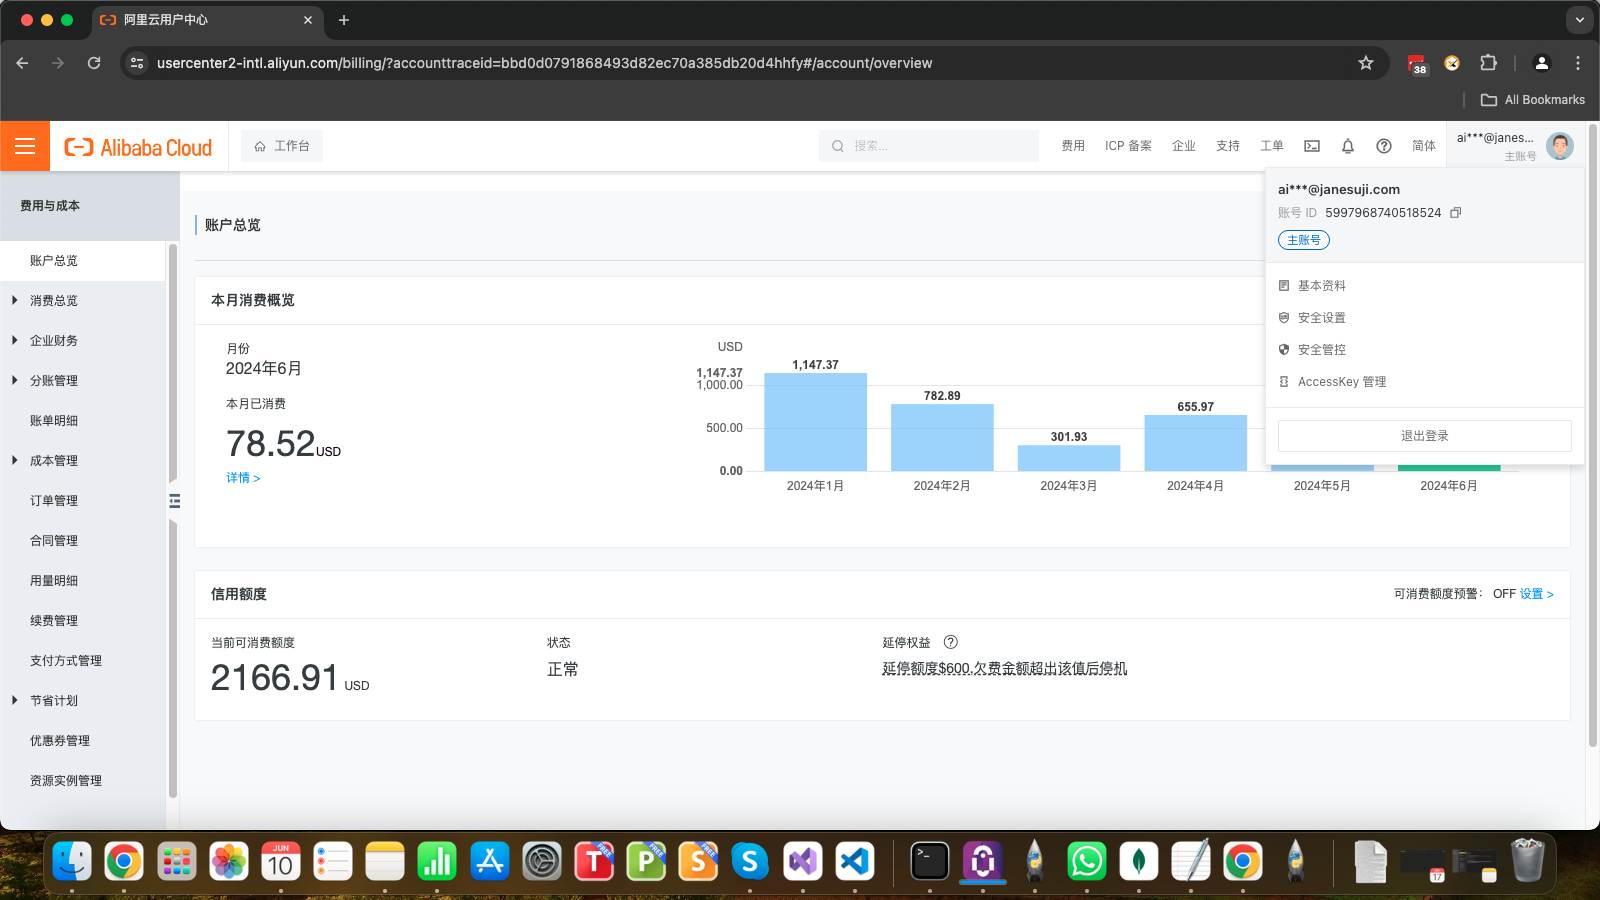 阿里云用户中心
usercenter2-intl.aliyun.com/billing/?accounttraceid=bbd0d0791868493d82ec70a385db20d4hhfy#/account/overview
38
All Bookmarks
Alibaba Cloud
工作台
搜索...
费用
ICP 备案
企业
支持
工单
简体
ai***@janes...
主账号
费用与成本
账户总览
消费总览
企业财务
分账管理
账单明细
成本管理
订单管理
合同管理
用量明细
续费管理
支付方式管理
节省计划
优惠券管理
资源实例管理
账户总览
本月消费概览
月份
2024年6月
本月已消费
78.52USD
详情 >
USD
1,147.37
1,000.00
500.00
0.00
1,147.37
782.89
301.93
655.97
2024年1月
2024年2月
2024年3月
2024年4月
2024年5月
2024年6月
ai***@janesuji.com
账号 ID 5997968740518524
主账号
基本资料
安全设置
安全管控
AccessKey 管理
退出登录
信用额度
可消费额度预警： OFF 设置 >
当前可消费额度
2166.91 USD
状态
正常
延停权益
延停额度$600,欠费金额超出该值后停机
JUN
10
T
FREE
P
FREE
S
FREE
S
17